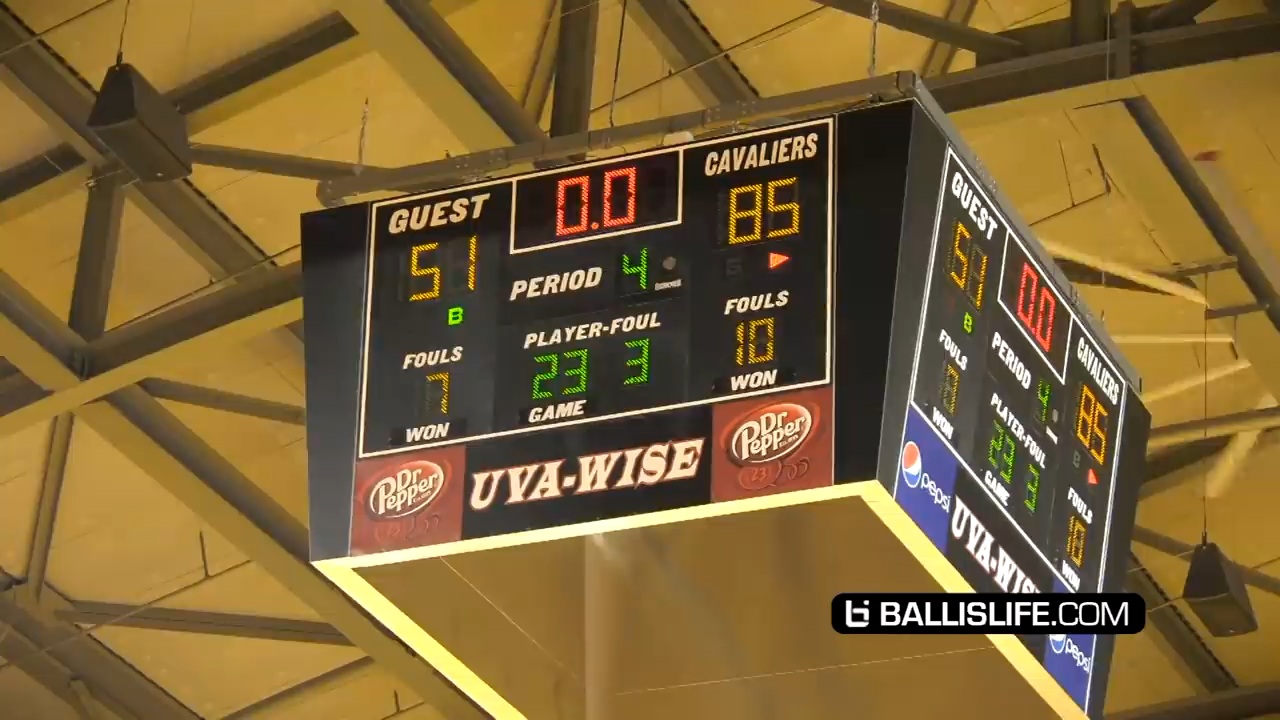 GUEST
0.0
CAVALIERS
51
85
PERIOD 4
B
PLAYER-FOUL
FOULS
FOULS
7
23 3
10
WON
GAME
WON
Dr Pepper
UVA-WISE
Dr Pepper
23
GUEST
51
0.0
CAVALIERS
B
PERIOD 4
85
FOULS
7
PLAYER-FOUL
23 3
FOULS
10
WON
GAME
WON
pepsi
UVA-WISE
pepsi
BALLISLIFE.COM